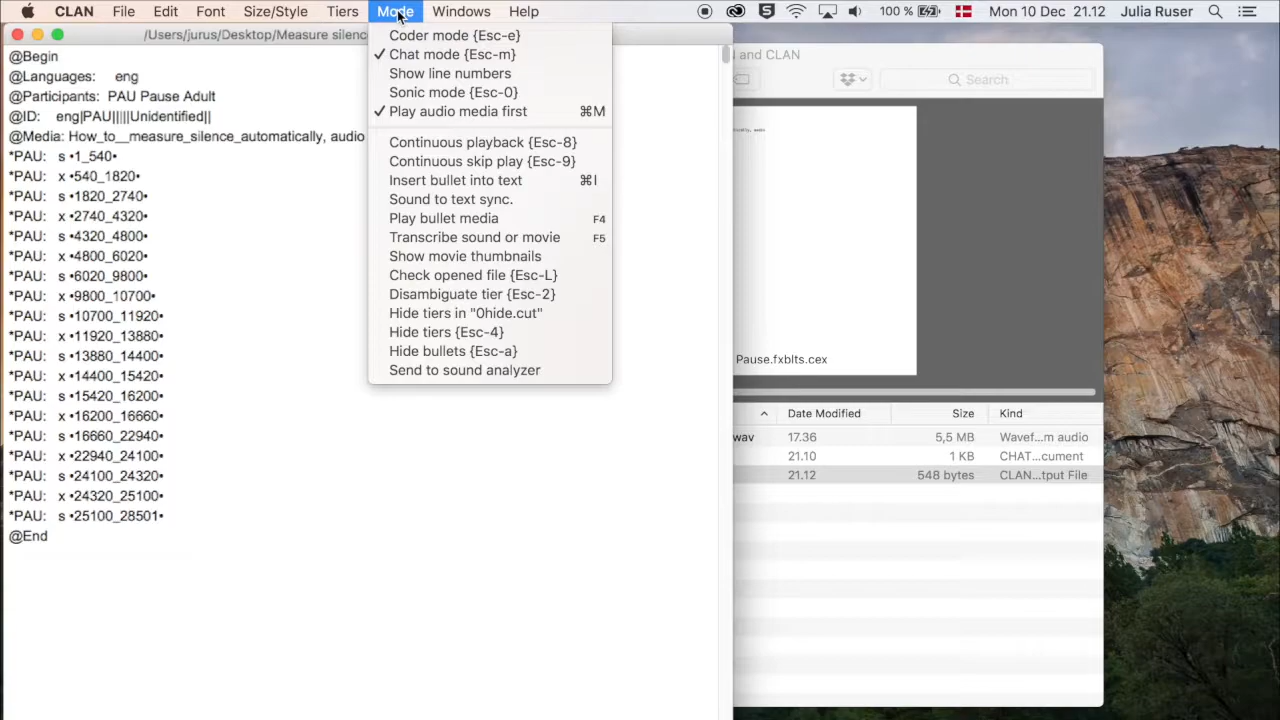 CLAN File Edit Font Size/Style Tiers Mode Windows Help 100 % Mon 10 Dec 21.12 Julia Ruser
/Users/jurus/Desktop/Measure silence
@Begin
@Languages: eng
@Participants: PAU Pause Adult
@ID: eng|PAU|||||Unidentified||
@Media: How_to__measure_silence_automatically, audio
*PAU: s •1_540•
*PAU: x •540_1820•
*PAU: s •1820_2740•
*PAU: x •2740_4320•
*PAU: s •4320_4800•
*PAU: x •4800_6020•
*PAU: s •6020_9800•
*PAU: x •9800_10700•
*PAU: s •10700_11920•
*PAU: x •11920_13880•
*PAU: s •13880_14400•
*PAU: x •14400_15420•
*PAU: s •15420_16200•
*PAU: x •16200_16660•
*PAU: s •16660_22940•
*PAU: x •22940_24100•
*PAU: s •24100_24320•
*PAU: x •24320_25100•
*PAU: s •25100_28501•
@End
Coder mode {Esc-e}
Chat mode {Esc-m}
Show line numbers
Sonic mode {Esc-0}
Play audio media first ⌘M
Continuous playback {Esc-8}
Continuous skip play {Esc-9}
Insert bullet into text ⌘I
Sound to text sync.
Play bullet media F4
Transcribe sound or movie F5
Show movie thumbnails
Check opened file {Esc-L}
Disambiguate tier {Esc-2}
Hide tiers in "0hide.cut"
Hide tiers {Esc-4}
Hide bullets {Esc-a}
Send to sound analyzer
and CLAN
Search
Pause.fxblts.cex
Date Modified Size Kind
wav 17.36 5,5 MB Wavef...m audio
21.10 1 KB CHAT...cument
21.12 548 bytes CLAN...tput File